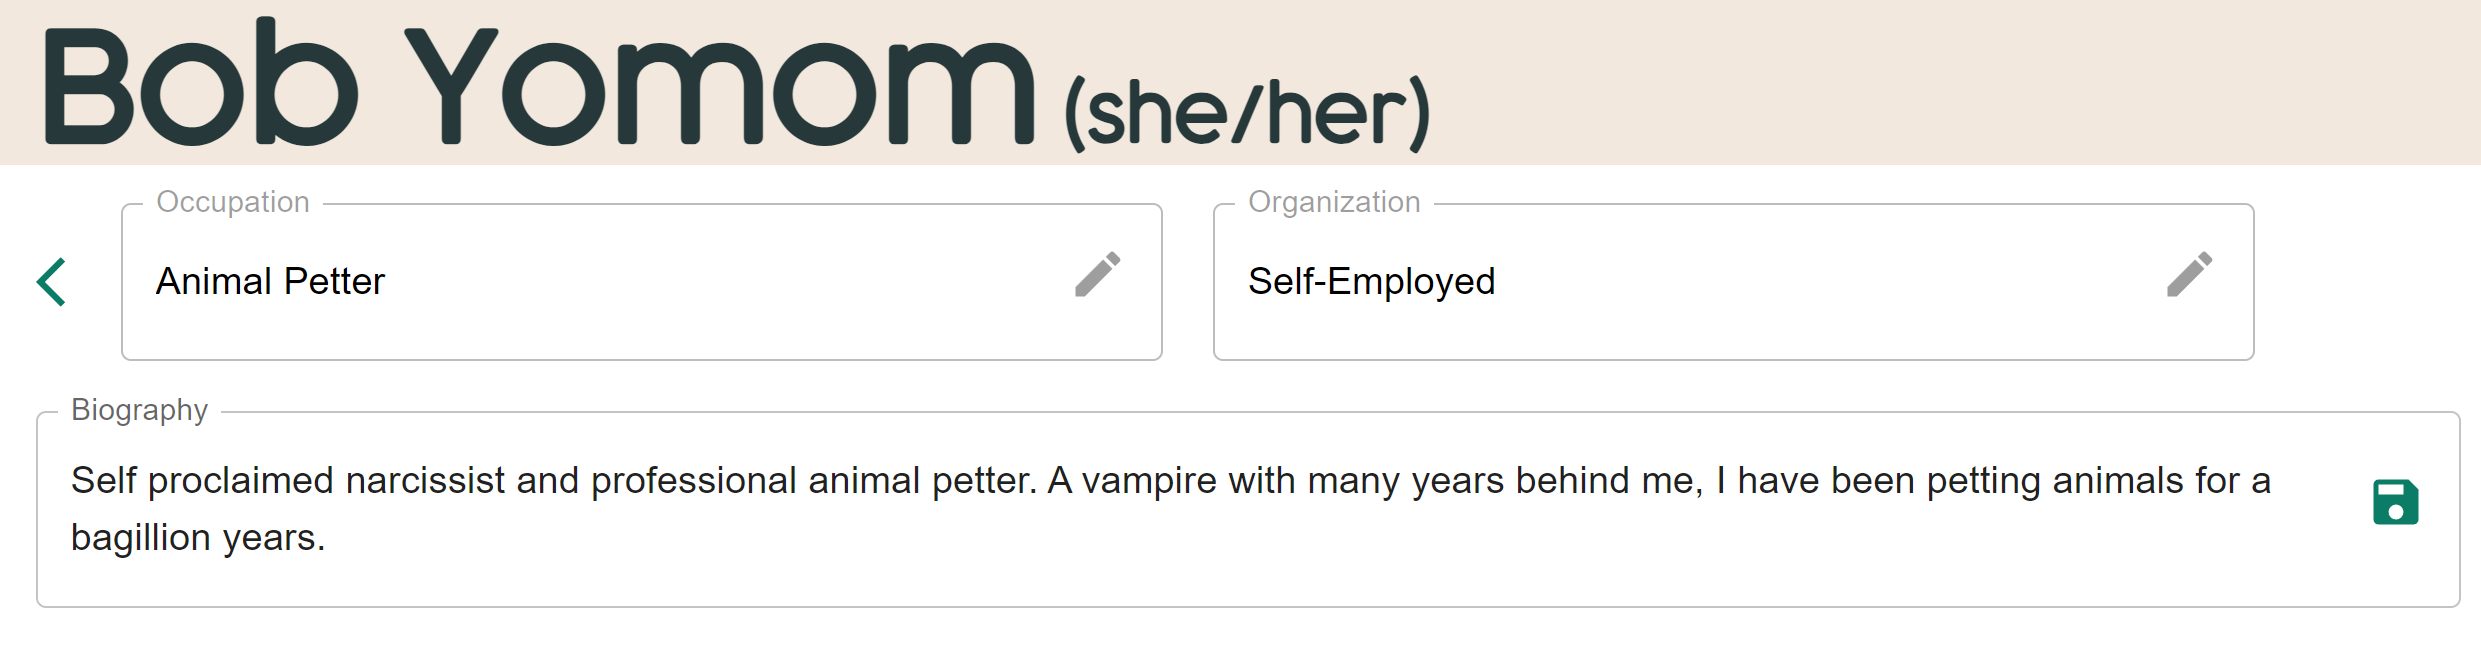 Bob Yomom (she/her)
Occupation
Animal Petter
Organization
Self-Employed
Biography
Self proclaimed narcissist and professional animal petter. A vampire with many years behind me, I have been petting animals for a
bagillion years.